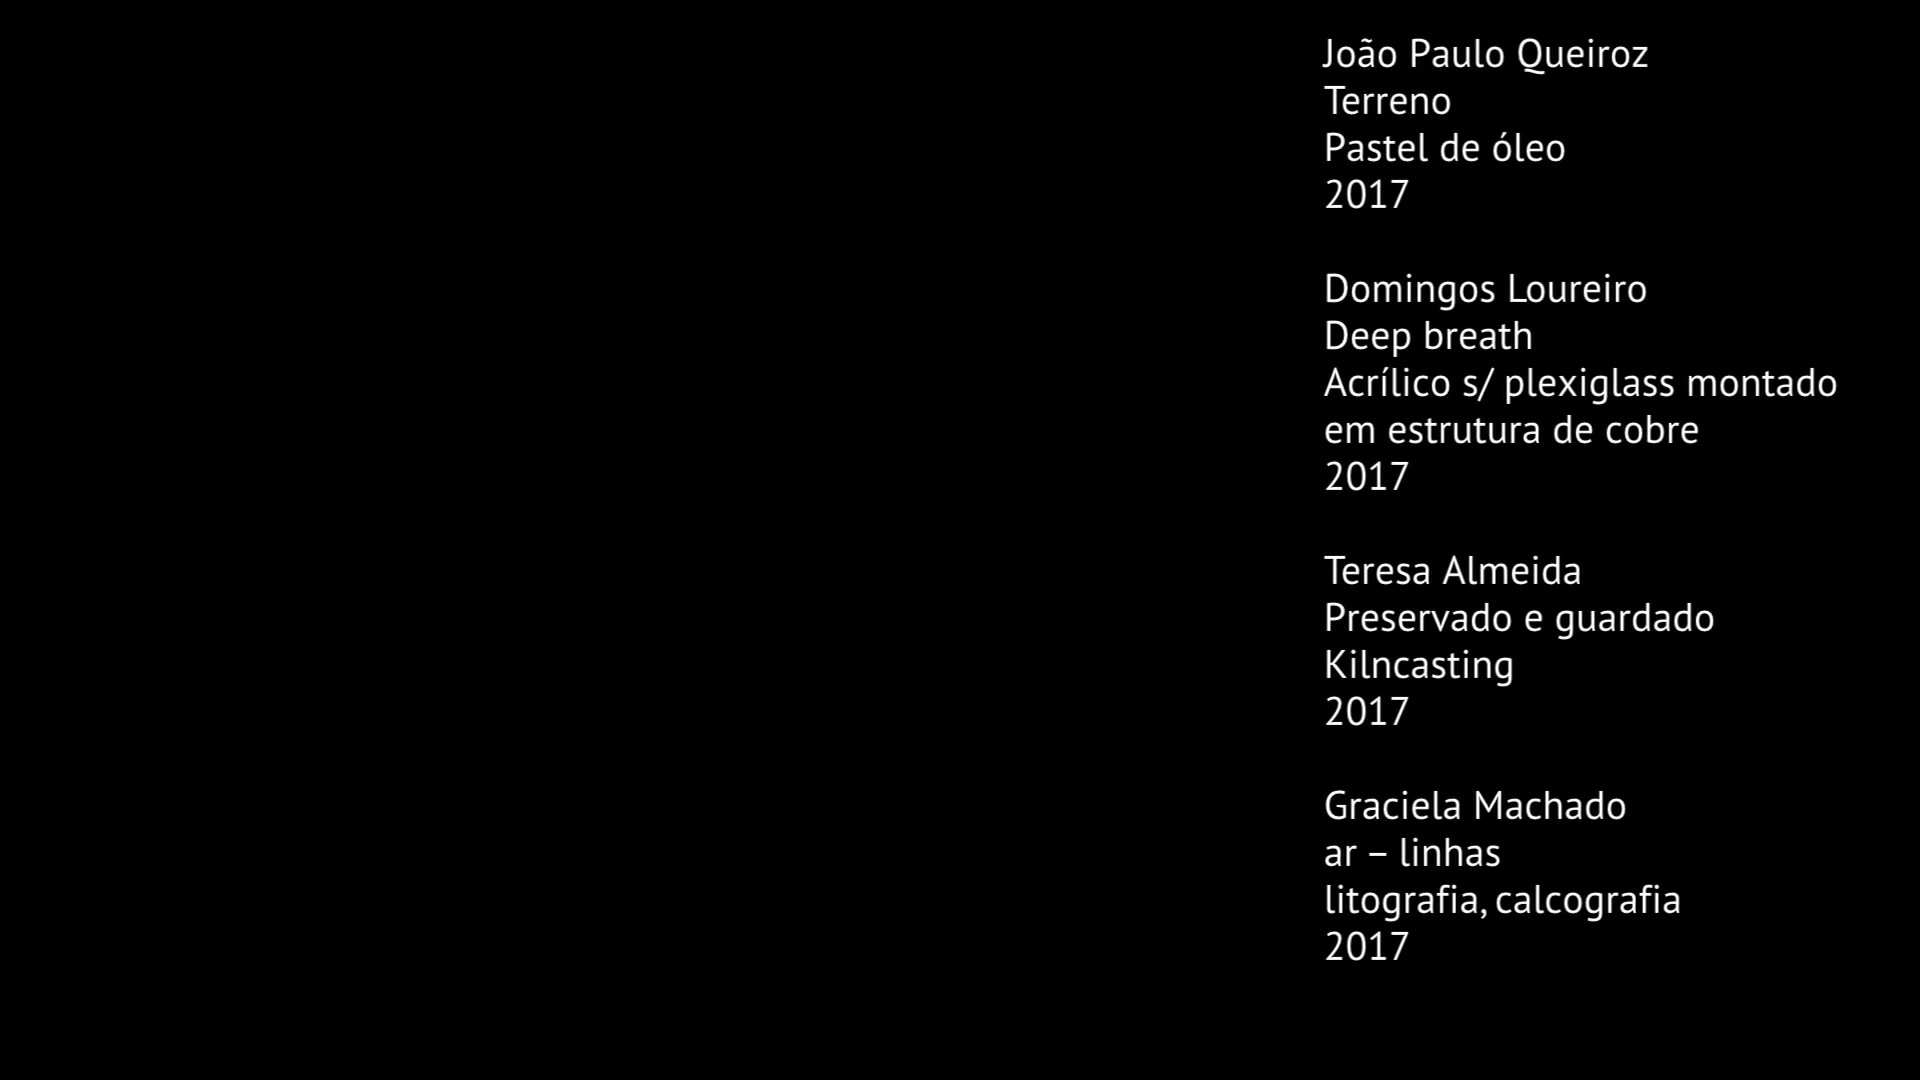 João Paulo Queiroz
Terreno
Pastel de óleo
2017
Domingos Loureiro
Deep breath
Acrílico s/ plexiglass montado
em estrutura de cobre
2017
Teresa Almeida
Preservado e guardado
Kilncasting
2017
Graciela Machado
ar – linhas
litografia, calcografia
2017